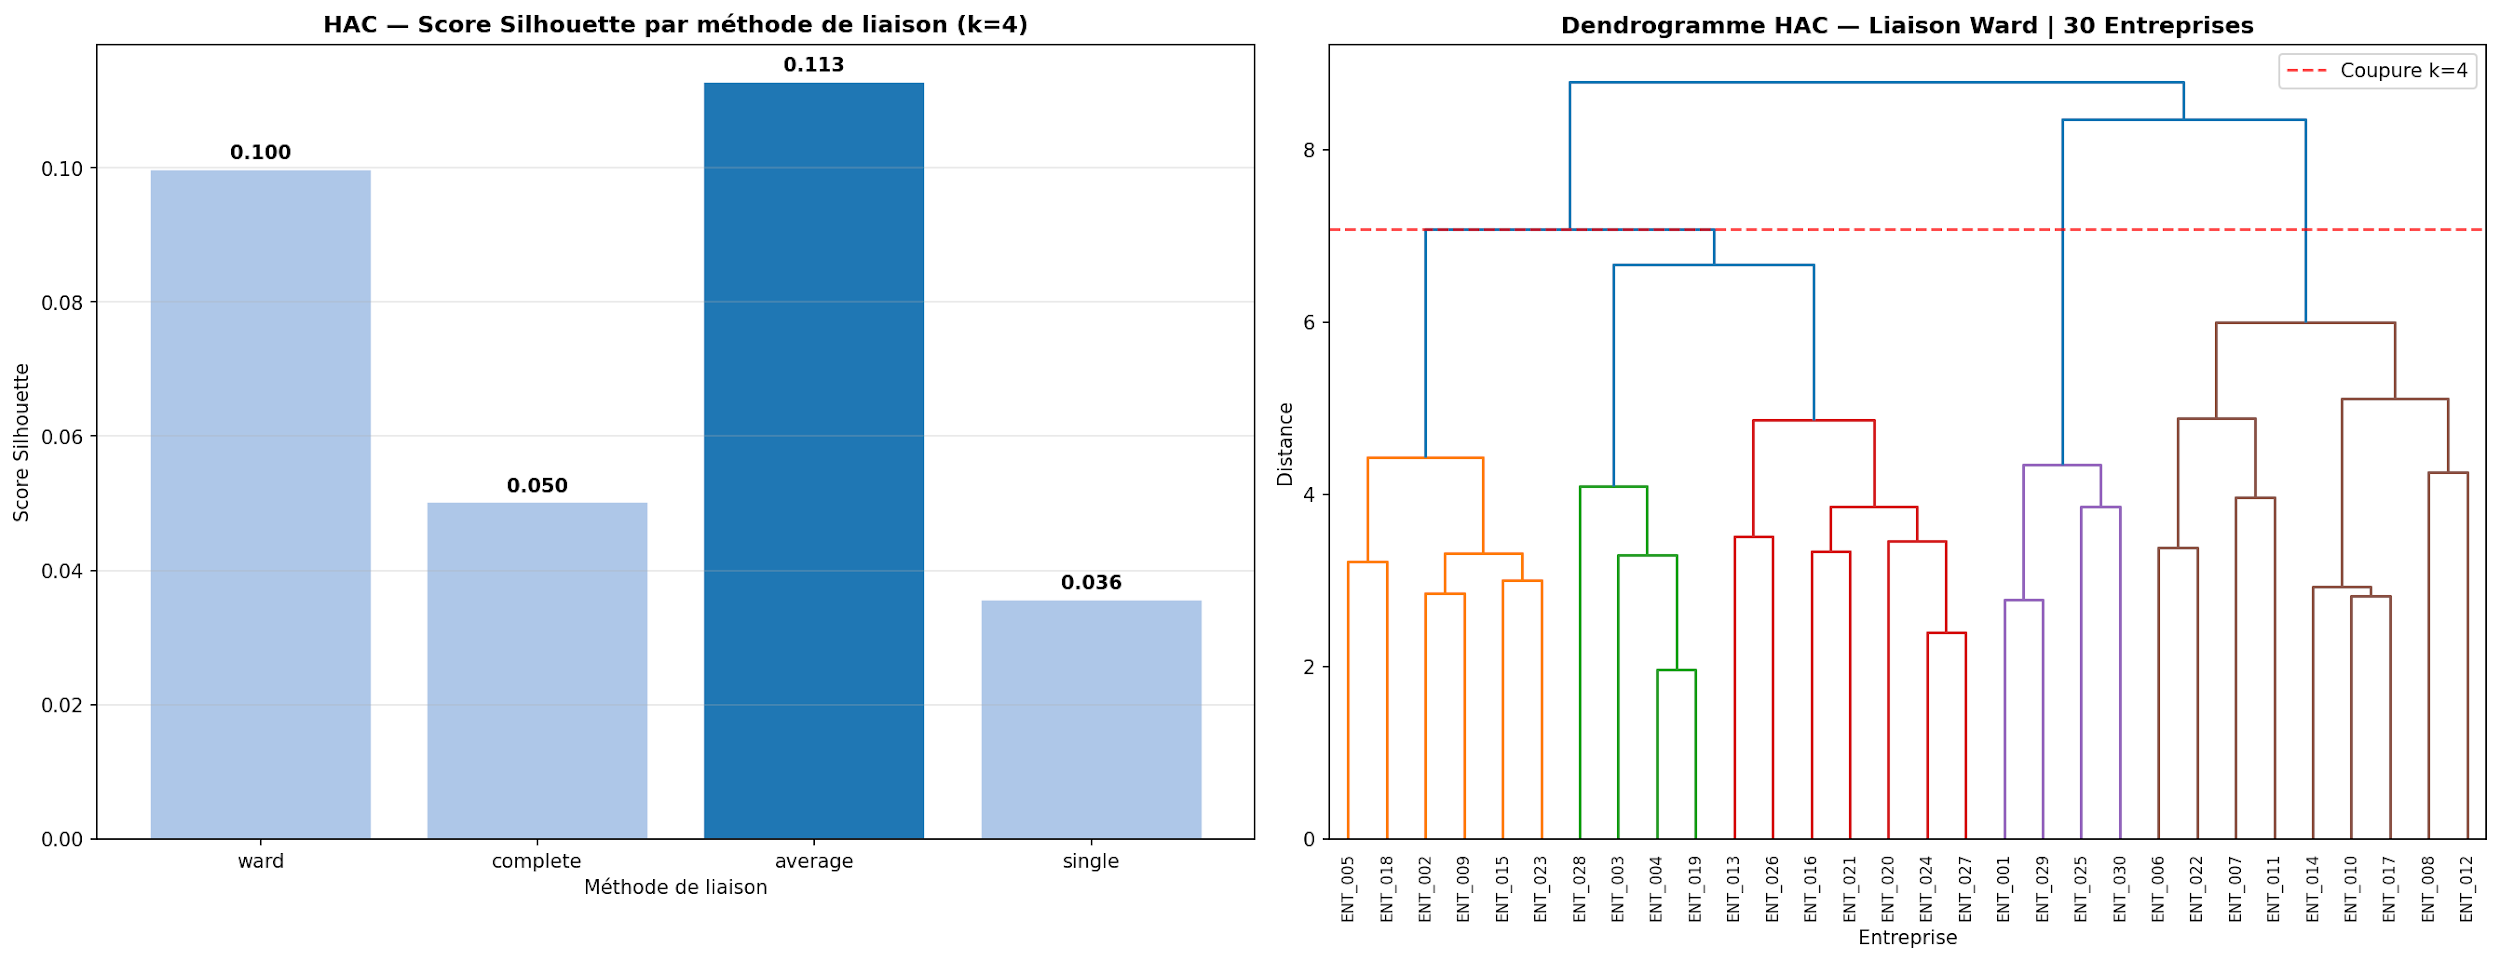 HAC — Score Silhouette par méthode de liaison (k=4)
Score Silhouette
0.10
0.08
0.06
0.04
0.02
0.00
0.100
0.050
0.113
0.036
ward
complete
average
single
Méthode de liaison
Dendrogramme HAC — Liaison Ward | 30 Entreprises
Coupure k=4
Distance
8
6
4
2
0
ENT_005
ENT_018
ENT_002
ENT_009
ENT_015
ENT_023
ENT_028
ENT_003
ENT_004
ENT_019
ENT_013
ENT_026
ENT_016
ENT_021
ENT_020
ENT_024
ENT_027
ENT_001
ENT_029
ENT_025
ENT_030
ENT_006
ENT_022
ENT_007
ENT_011
ENT_014
ENT_010
ENT_017
ENT_008
ENT_012
Entreprise